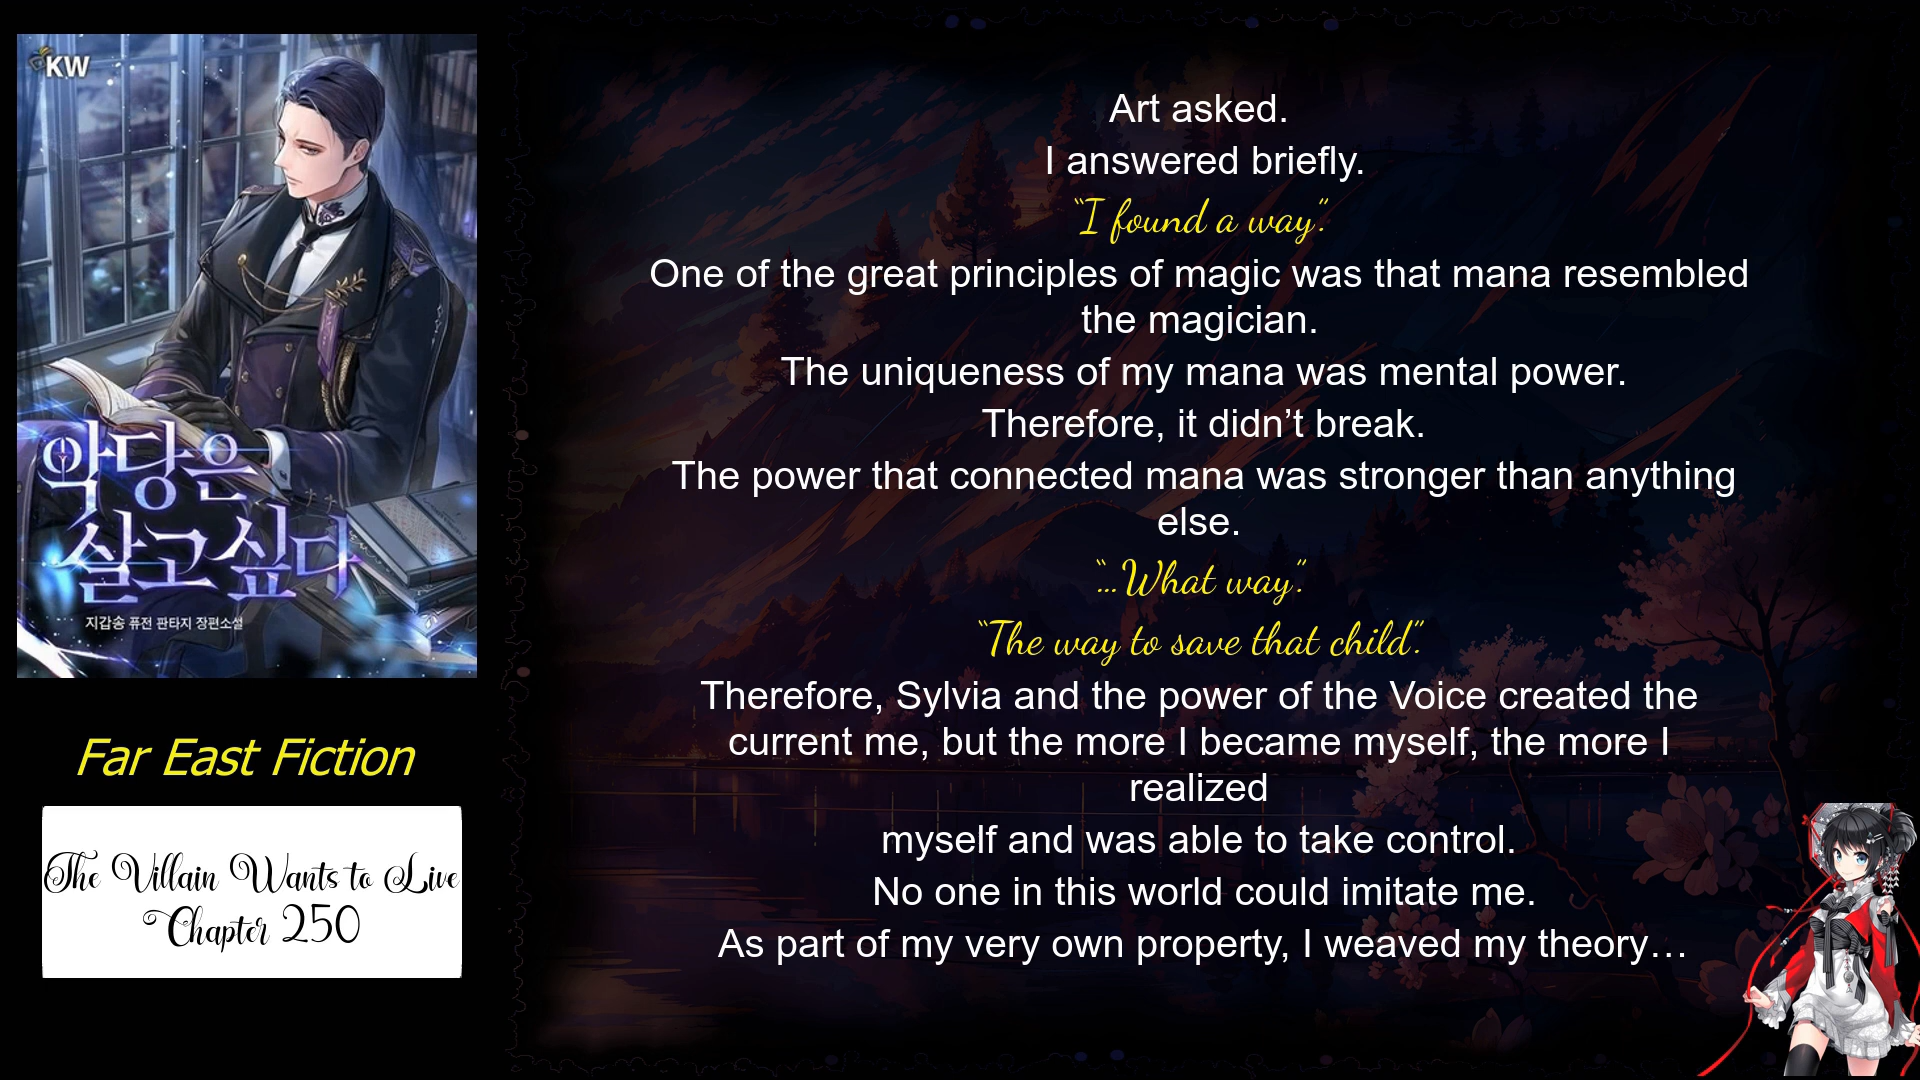 KW
악당은
살고싶다
지갑송 퓨전 판타지 장편소설
Far East Fiction
The Villain Wants to Live
Chapter 250
Art asked.
I answered briefly.
“I found a way”.
One of the great principles of magic was that mana resembled
the magician.
The uniqueness of my mana was mental power.
Therefore, it didn’t break.
The power that connected mana was stronger than anything
else.
“…What way”.
“The way to save that child”.
Therefore, Sylvia and the power of the Voice created the
current me, but the more I became myself, the more I
realized
myself and was able to take control.
No one in this world could imitate me.
As part of my very own property, I weaved my theory…